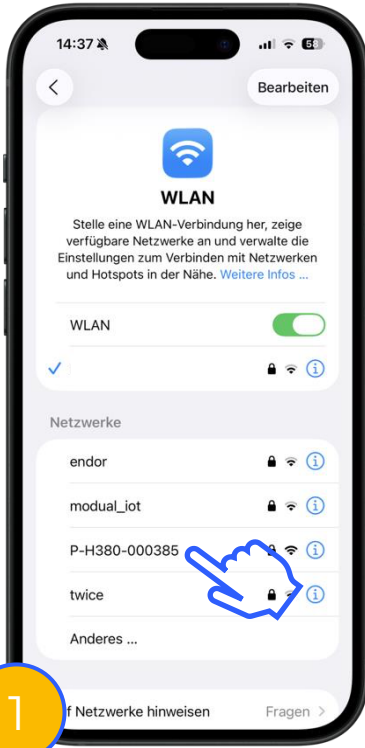 14:37
58
Bearbeiten
WLAN
Stelle eine WLAN-Verbindung her, zeige
verfügbare Netzwerke an und verwalte die
Einstellungen zum Verbinden mit Netzwerken
und Hotspots in der Nähe. Weitere Infos ...
WLAN
Netzwerke
endor
modual_iot
P-H380-000385
twice
Anderes ...
f Netzwerke hinweisen
Fragen
1